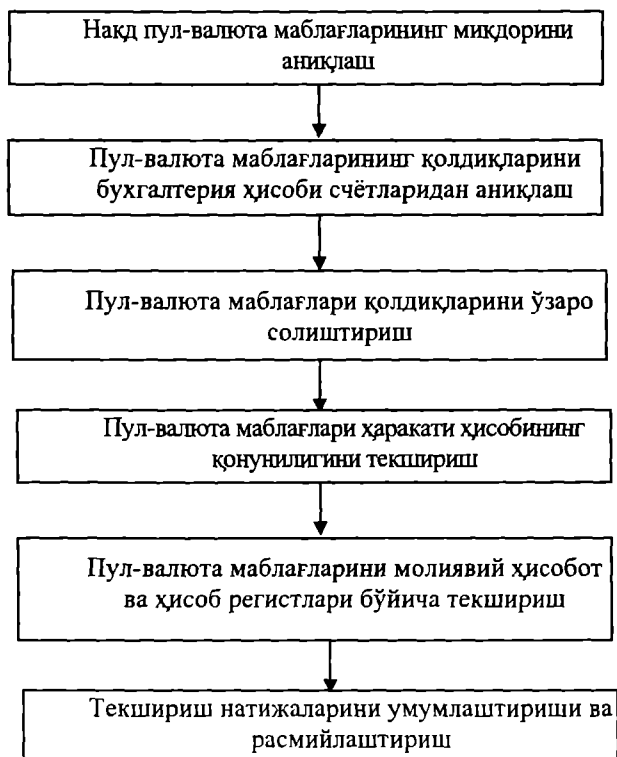 Нақд пул-валюта маблағларининг миқдорини
аниқлаш
Пул-валюта маблағларининг қолдиқларини
бухгалтерия ҳисоби счётларидан аниқлаш
Пул-валюта маблағлари қолдиқларини ўзаро
солиштириш
Пул-валюта маблағлари ҳаракати ҳисобининг
қонунилигини текшириш
Пул-валюта маблағларини молиявий ҳисобот
ва ҳисоб регистлари бўйича текшириш
Текшириш натижаларини умумлаштириши ва
расмийлаштириш